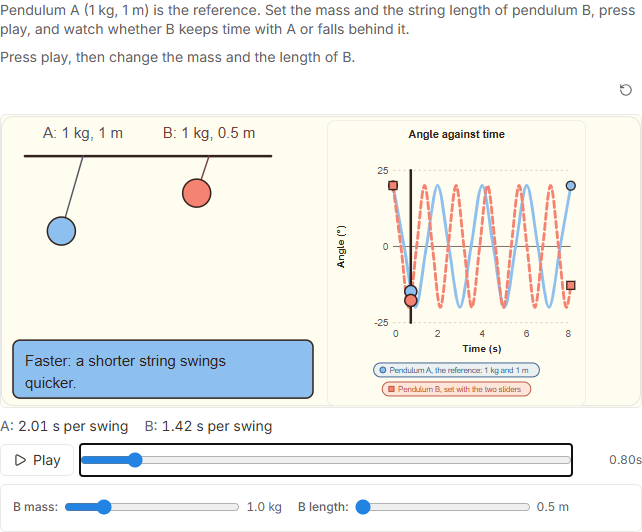 Pendulum A (1 kg, 1 m) is the reference. Set the mass and the string length of pendulum B, press
play, and watch whether B keeps time with A or falls behind it.
Press play, then change the mass and the length of B.
A: 1 kg, 1 m
B: 1 kg, 0.5 m
Faster: a shorter string swings
quicker.
Angle against time
Angle (°)
25
0
-25
0
2
4
6
8
Time (s)
Pendulum A, the reference: 1 kg and 1 m
Pendulum B, set with the two sliders
A: 2.01 s per swing B: 1.42 s per swing
Play
0.80s
B mass: 1.0 kg B length: 0.5 m